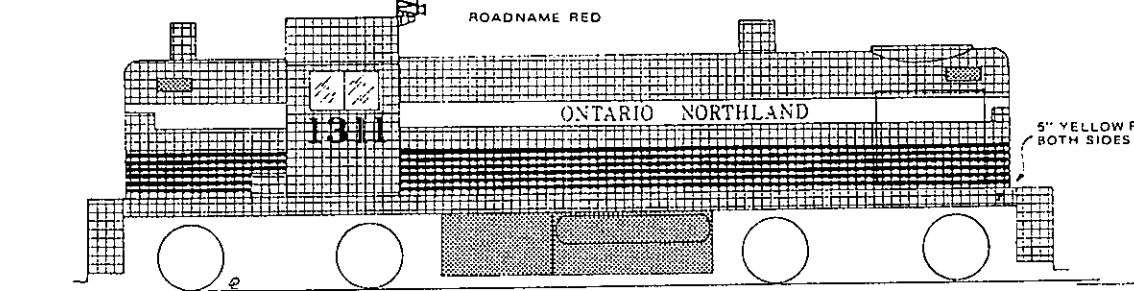 ROADNAME RED
ONTARIO NORTHLAND
1311
5" YELLOW
BOTH SIDES